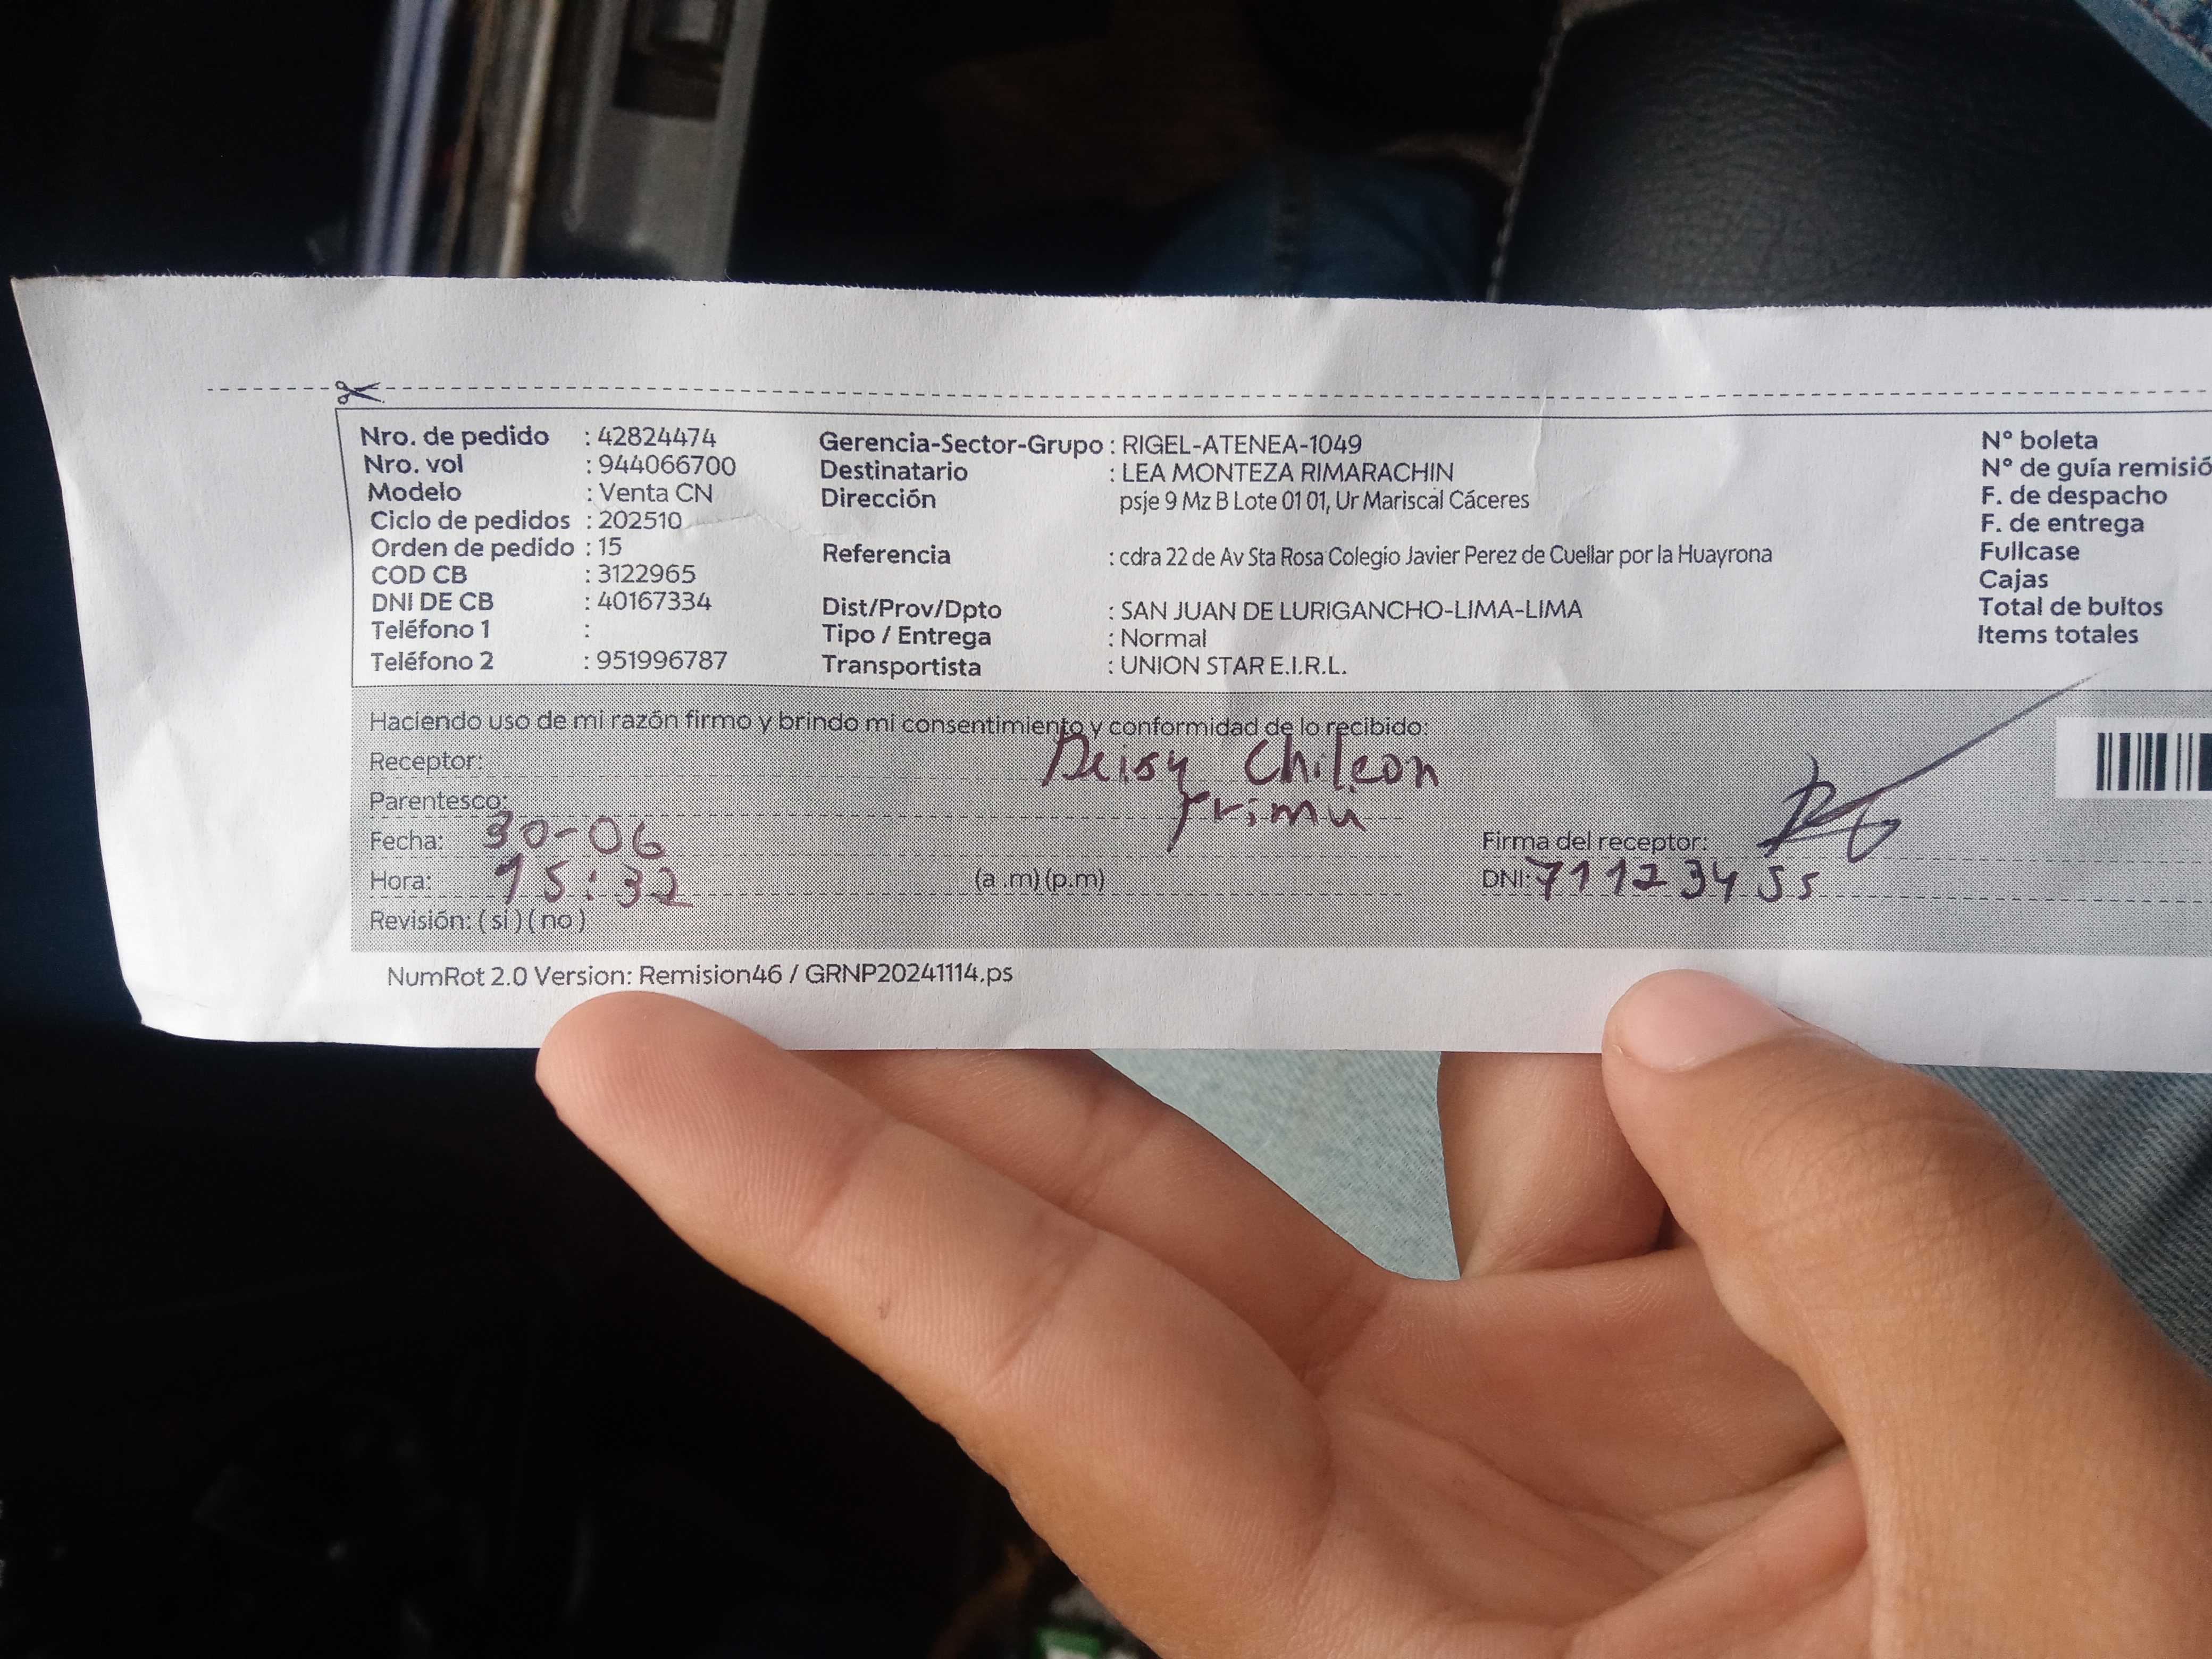 Nro. de pedido : 42824474
Nro. vol : 944066700
Modelo : Venta CN
Ciclo de pedidos : 202510
Orden de pedido : 15
COD CB : 3122965
DNI DE CB : 40167334
Teléfono 1 :
Teléfono 2 : 951996787
Gerencia-Sector-Grupo : RIGEL-ATENEA-1049
Destinatario : LEA MONTEZA RIMARACHIN
Dirección psje 9 Mz B Lote 01 01, Ur Mariscal Cáceres
Referencia : cdra 22 de Av Sta Rosa Colegio Javier Perez de Cuellar por la Huayrona
Dist/Prov/Dpto : SAN JUAN DE LURIGANCHO-LIMA-LIMA
Tipo / Entrega : Normal
Transportista : UNION STAR E.I.R.L.
N° boleta
N° de guía remisió
F. de despacho
F. de entrega
Fullcase
Cajas
Total de bultos
Items totales
Haciendo uso de mi razón firmo y brindo mi consentimiento y conformidad de lo recibido:
Receptor: Deisy Chilcon
Parentesco: Prima
Fecha: 30-06
Firma del receptor:
Hora: 15:32 (a .m) (p.m)
DNI: 71123455
Revisión: ( si ) ( no )
NumRot 2.0 Version: Remision46 / GRNP20241114.ps